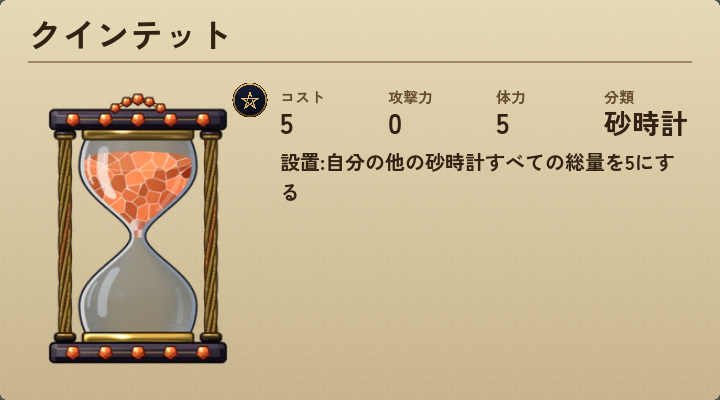 クインテット
コスト 攻撃力 体力 分類
5 0 5 砂時計
設置:自分の他の砂時計すべての総量を5にす
る